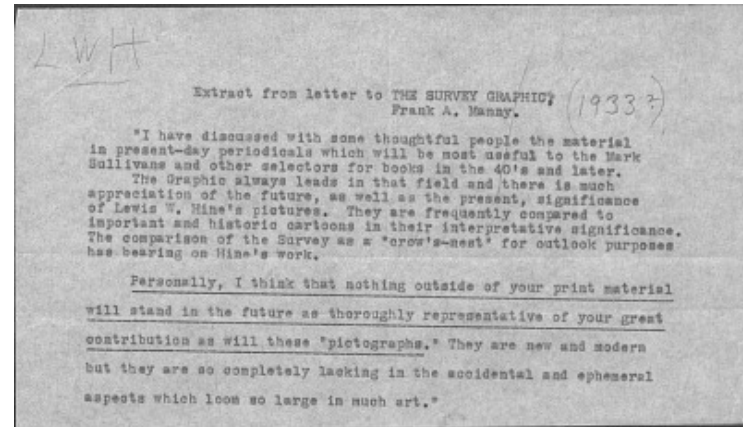 LWH
Extract from letter to THE SURVEY GRAPHIC, (1933?)
Frank A. Manny.
"I have discussed with some thoughtful people the material
in present-day periodicals which will be most useful to the Mark
Sullivans and other selectors for books in the 40's and later.
The Graphic always leads in that field and there is much
appreciation of the future, as well as the present, significance
of Lewis W. Hine's pictures. They are frequently compared to
important and historic cartoons in their interpretative significance.
The comparison of the Survey as a "crow's-nest" for outlook purposes
has bearing on Hine's work.
Personally, I think that nothing outside of your print material
will stand in the future as thoroughly representative of your great
contribution as will these "pictographs." They are new and modern
but they are so completely lacking in the accidental and ephemeral
aspects which loom so large in much art."